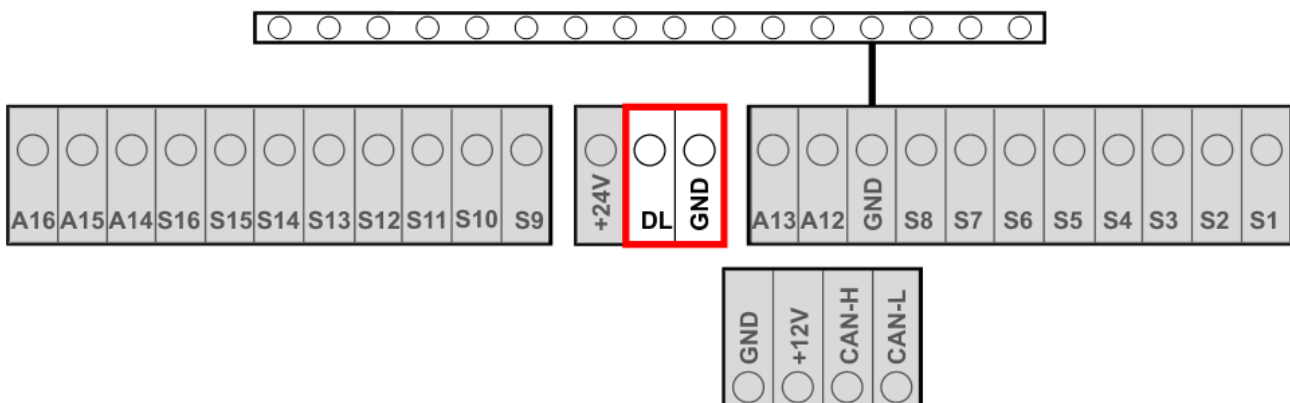 A16 A15 A14 S16 S15 S14 S13 S12 S11 S10 S9 +24V DL GND A13 A12 GND S8 S7 S6 S5 S4 S3 S2 S1
GND +12V CAN-H CAN-L